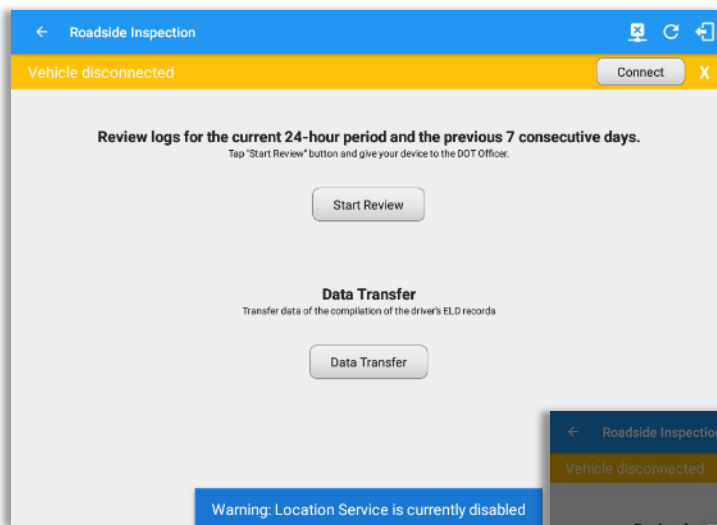 Roadside Inspection
Vehicle disconnected
Connect
X
Review logs for the current 24-hour period and the previous 7 consecutive days.
Tap "Start Review" button and give your device to the DOT Officer.
Start Review
Data Transfer
Transfer data of the compilation of the driver's ELD records
Data Transfer
Warning: Location Service is currently disabled
Roadside Inspection
Vehicle disconnected